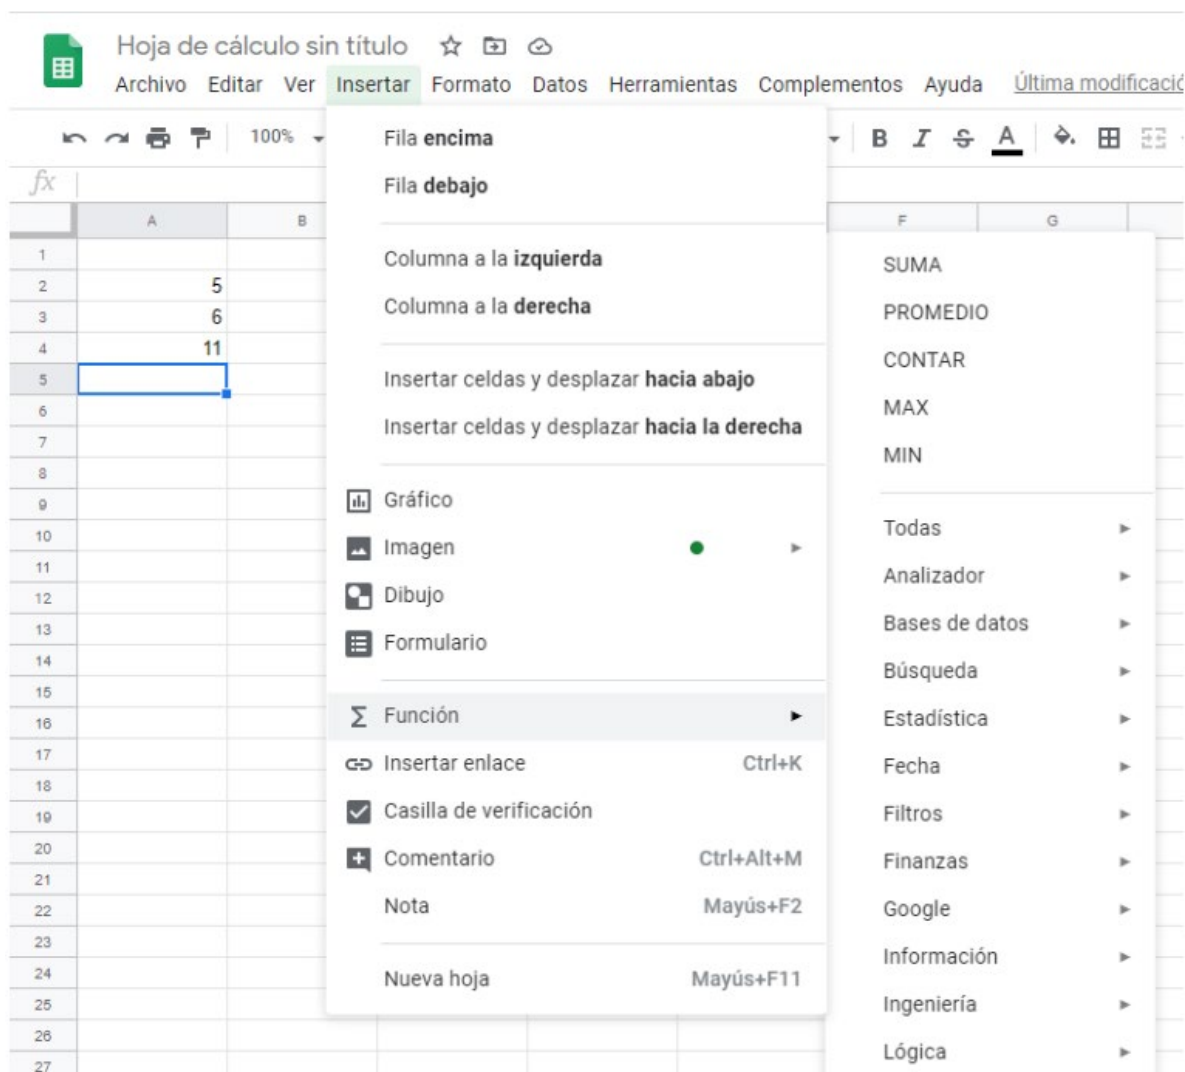 Hoja de cálculo sin título
Archivo Editar Ver Insertar Formato Datos Herramientas Complementos Ayuda Última modificació
100% B I S A
fx
A B F G
1
2 5
3 6
4 11
5
6
7
8
9
10
11
12
13
14
15
16
17
18
19
20
21
22
23
24
25
26
27
Fila encima
Fila debajo
Columna a la izquierda
Columna a la derecha
Insertar celdas y desplazar hacia abajo
Insertar celdas y desplazar hacia la derecha
Gráfico
Imagen
Dibujo
Formulario
Función
Insertar enlace Ctrl+K
Casilla de verificación
Comentario Ctrl+Alt+M
Nota Mayús+F2
Nueva hoja Mayús+F11
SUMA
PROMEDIO
CONTAR
MAX
MIN
Todas
Analizador
Bases de datos
Búsqueda
Estadística
Fecha
Filtros
Finanzas
Google
Información
Ingeniería
Lógica